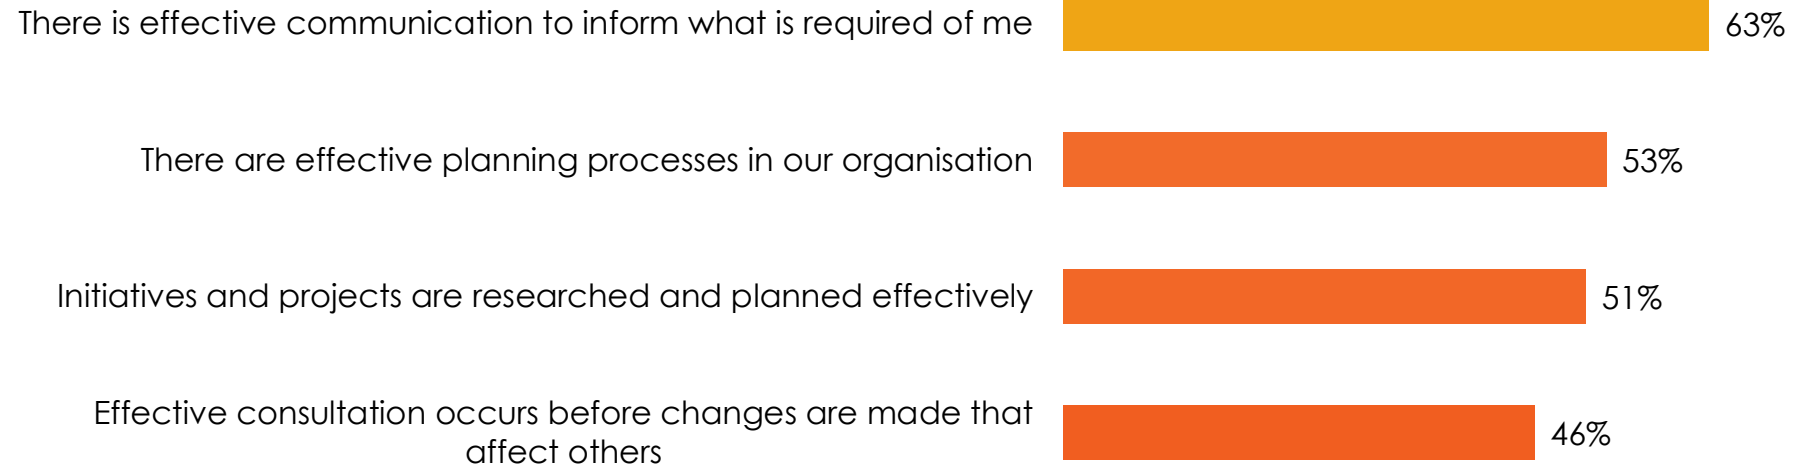 There is effective communication to inform what is required of me 63%
There are effective planning processes in our organisation 53%
Initiatives and projects are researched and planned effectively 51%
Effective consultation occurs before changes are made that
affect others 46%